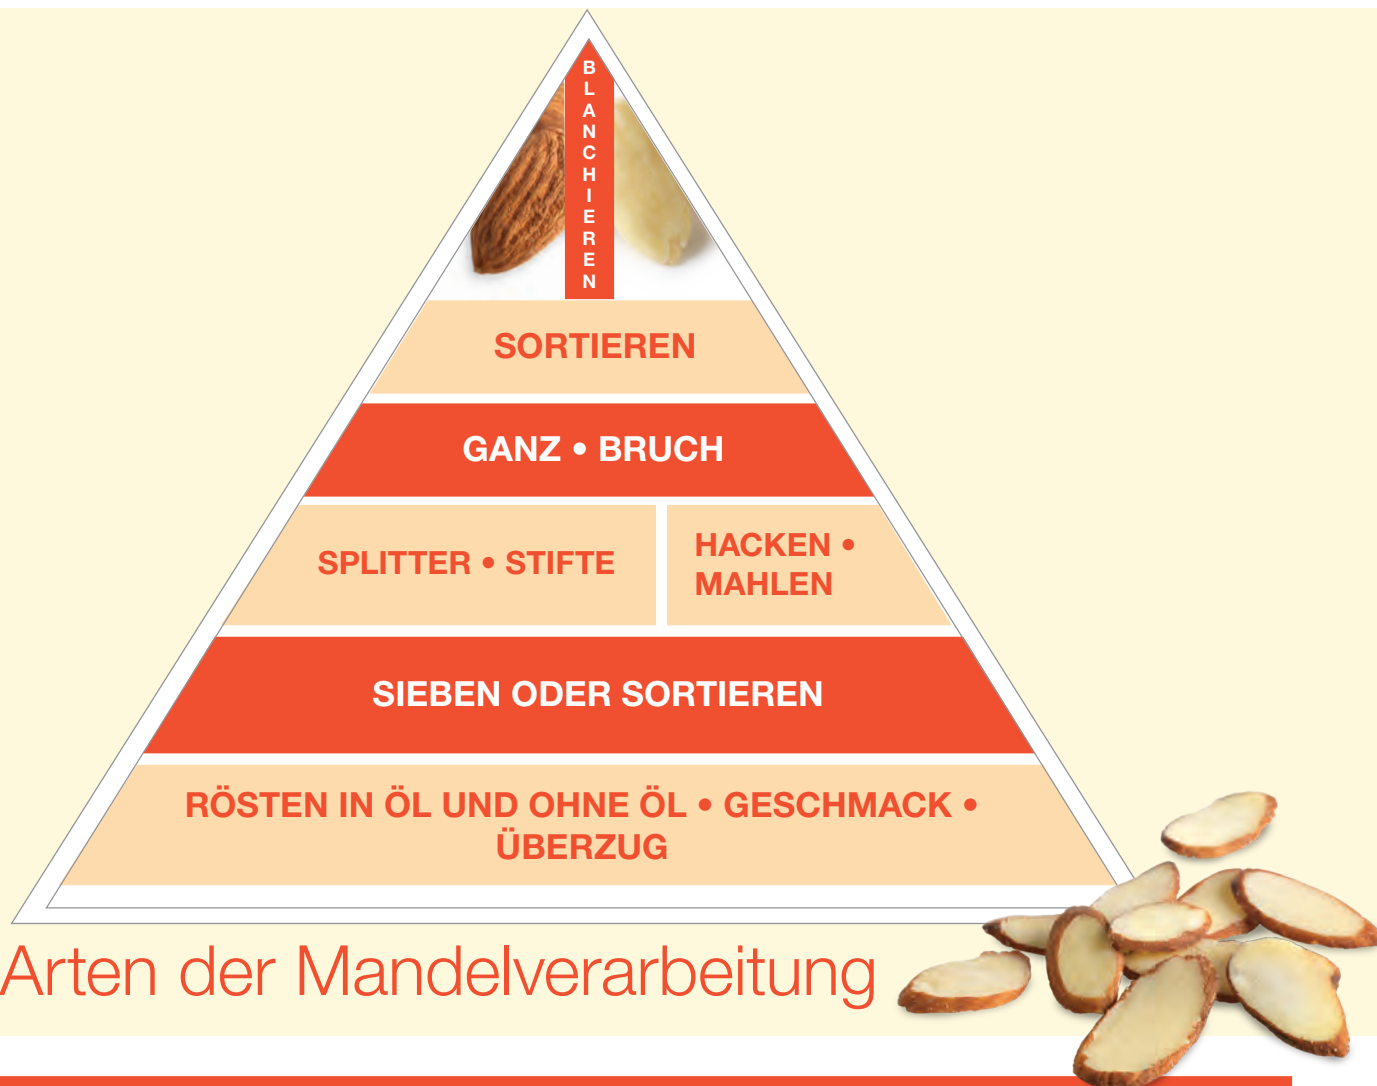 BLANCHIEREN
SORTIEREN
GANZ • BRUCH
SPLITTER • STIFTE
HACKEN •
MAHLEN
SIEBEN ODER SORTIEREN
RÖSTEN IN ÖL UND OHNE ÖL • GESCHMACK •
ÜBERZUG
Arten der Mandelverarbeitung